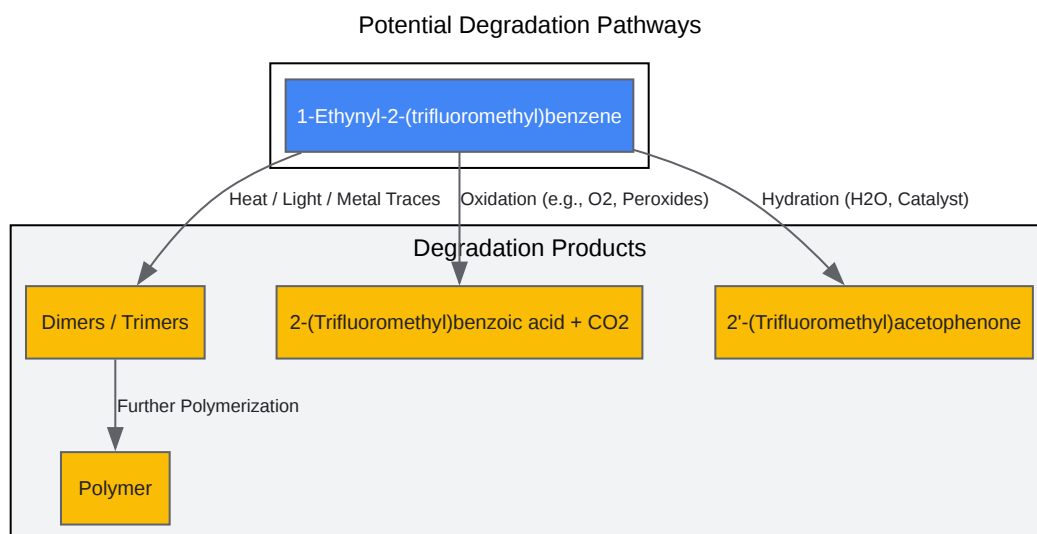 Potential Degradation Pathways
1-Ethynyl-2-(trifluoromethyl)benzene
Heat / Light / Metal Traces
Oxidation (e.g., O2, Peroxides)
Hydration (H2O, Catalyst)
Degradation Products
Dimers / Trimers
2-(Trifluoromethyl)benzoic acid + CO2
2'-(Trifluoromethyl)acetophenone
Further Polymerization
Polymer